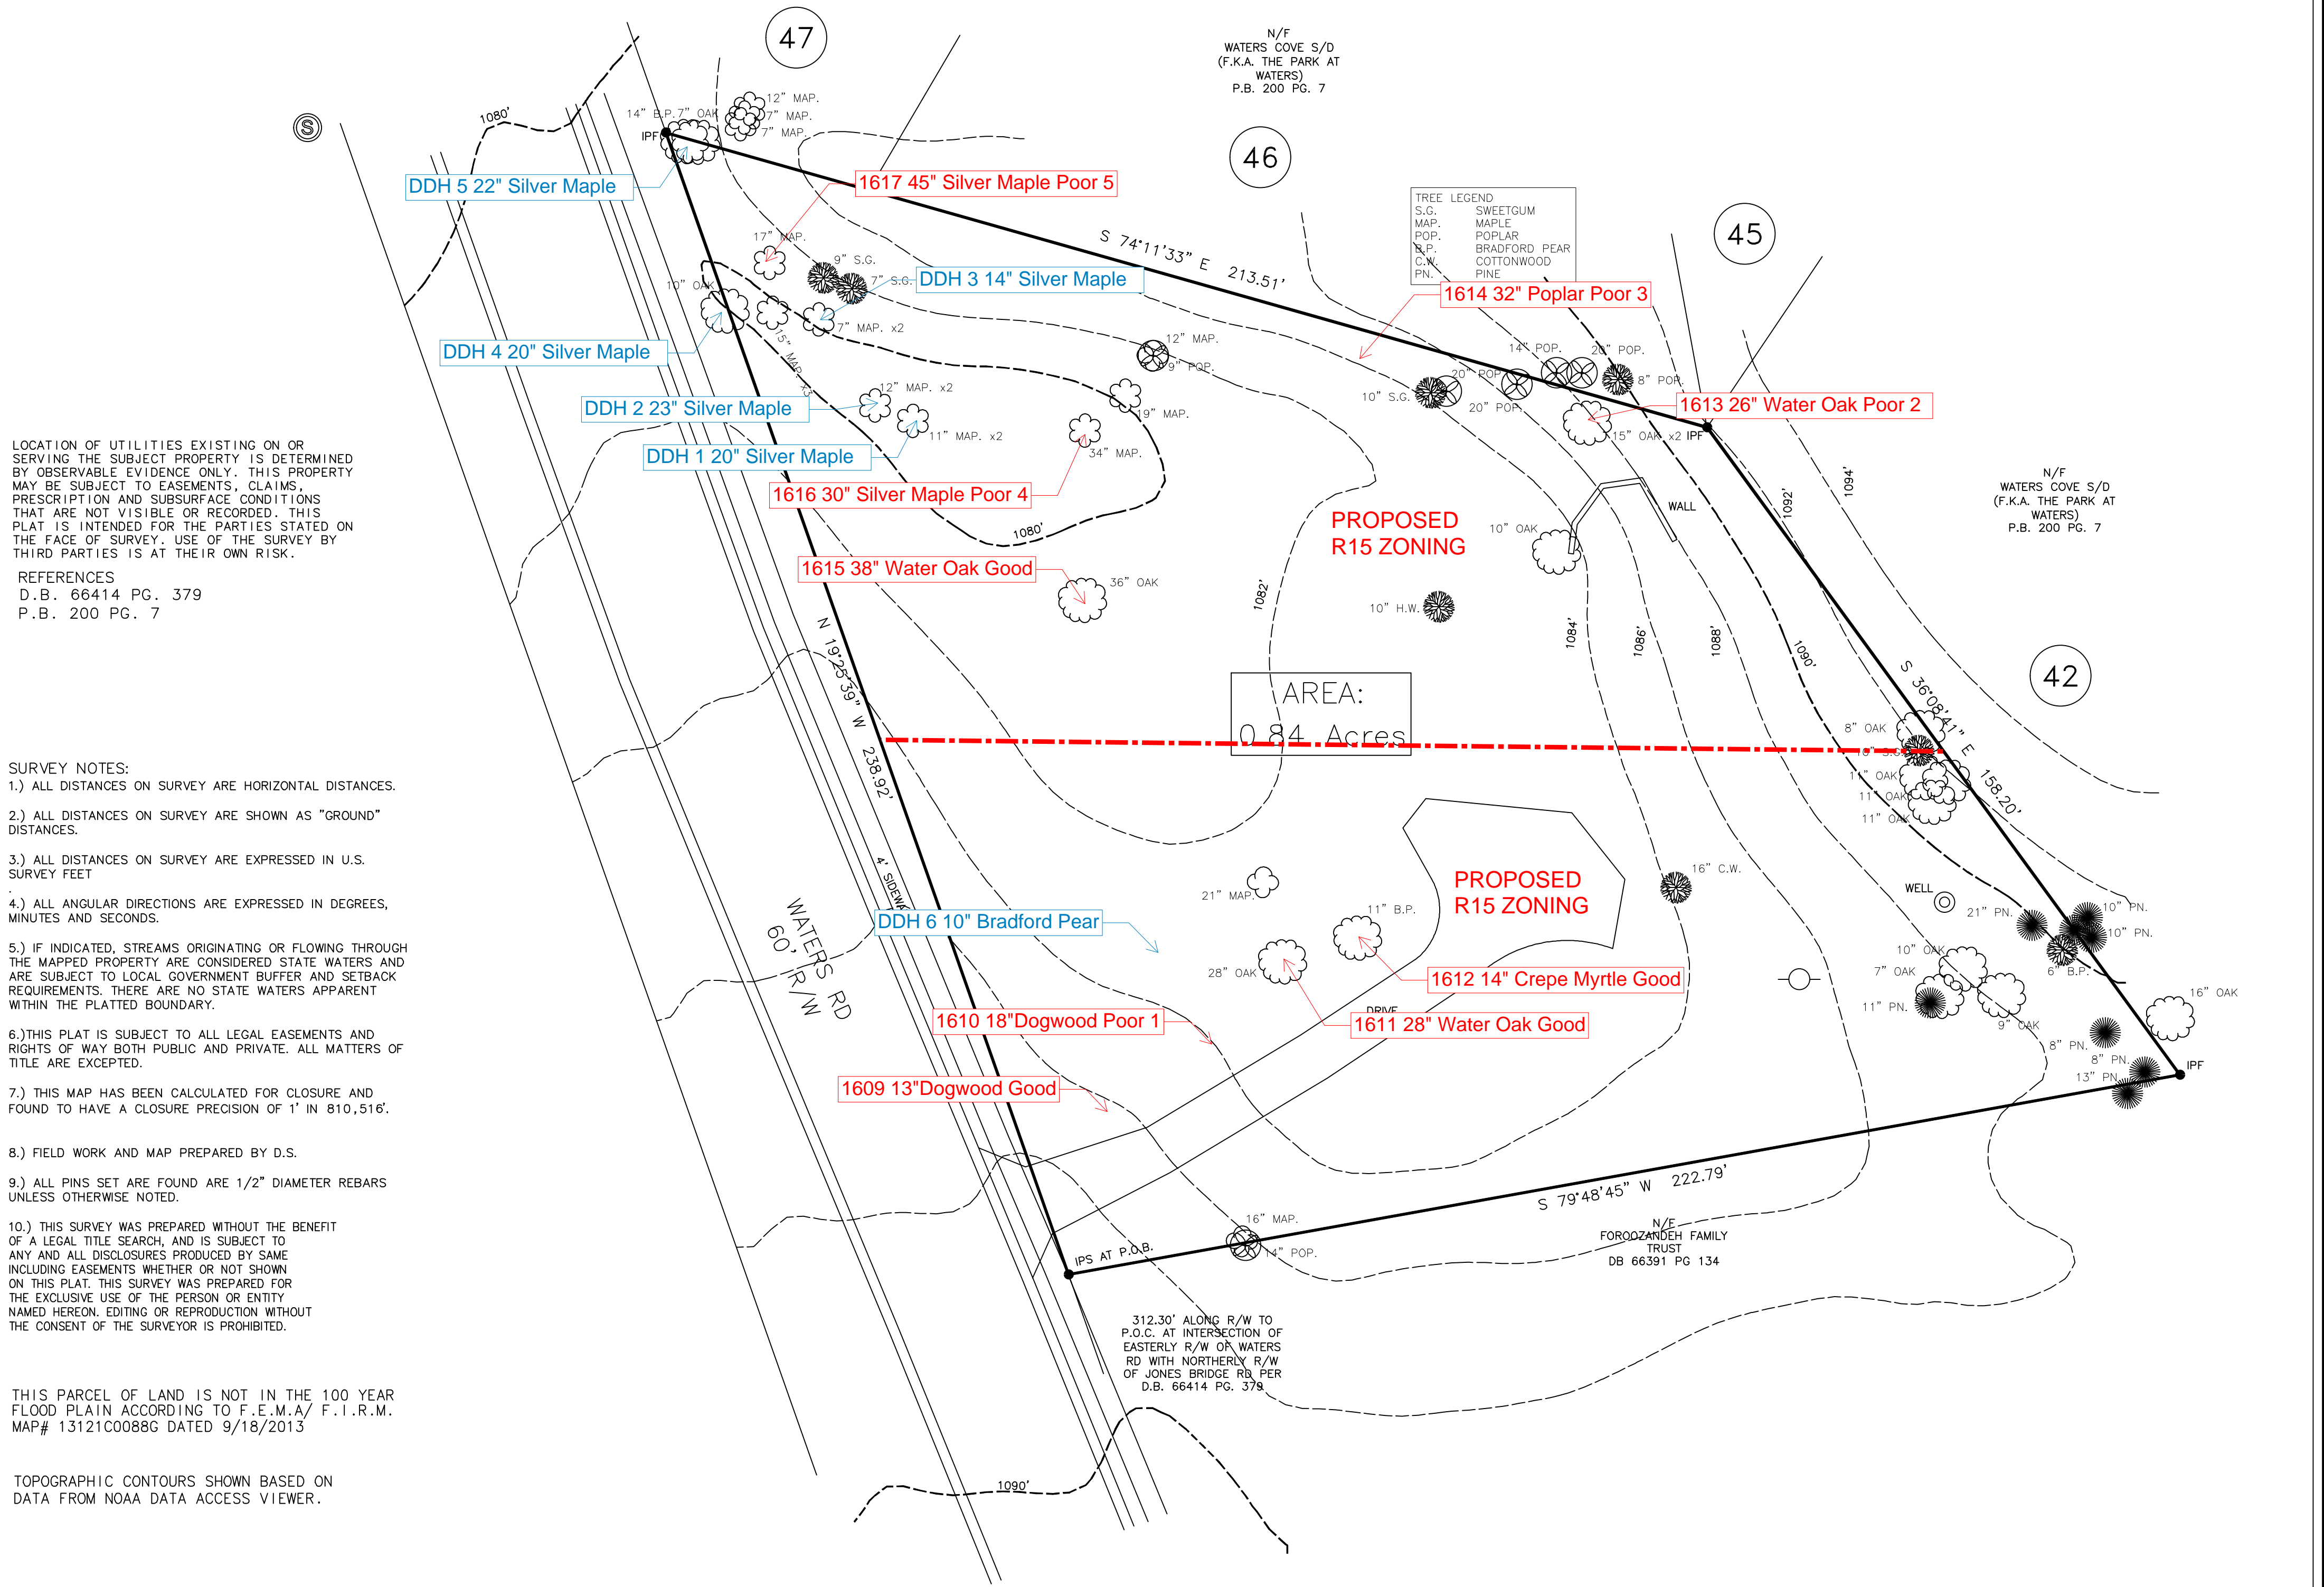 47
N/F
WATERS COVE S/D
(F.K.A. THE PARK AT
WATERS)
P.B. 200 PG. 7
S
1080'
14" B.P.
7" OAK
12" MAP.
7" MAP.
7" MAP.
IPF
46
DDH 5 22" Silver Maple
1617 45" Silver Maple Poor 5
TREE LEGEND
S.G. SWEETGUM
MAP. MAPLE
POP. POPLAR
B.P. BRADFORD PEAR
C.W. COTTONWOOD
PN. PINE
45
17" MAP.
S 74°11'33" E 213.51'
9" S.G.
7" S.G.
DDH 3 14" Silver Maple
10" OAK
1614 32" Poplar Poor 3
7" MAP. x2
15" MAP. x3
DDH 4 20" Silver Maple
12" MAP.
9" POP.
14" POP.
20" POP.
20" POP.
8" POP.
10" S.G.
20" POP.
12" MAP. x2
DDH 2 23" Silver Maple
19" MAP.
1613 26" Water Oak Poor 2
11" MAP. x2
15" OAK x2
IPF
DDH 1 20" Silver Maple
34" MAP.
LOCATION OF UTILITIES EXISTING ON OR
SERVING THE SUBJECT PROPERTY IS DETERMINED
BY OBSERVABLE EVIDENCE ONLY. THIS PROPERTY
MAY BE SUBJECT TO EASEMENTS, CLAIMS,
PRESCRIPTION AND SUBSURFACE CONDITIONS
THAT ARE NOT VISIBLE OR RECORDED. THIS
PLAT IS INTENDED FOR THE PARTIES STATED ON
THE FACE OF SURVEY. USE OF THE SURVEY BY
THIRD PARTIES IS AT THEIR OWN RISK.
REFERENCES
D.B. 66414 PG. 379
P.B. 200 PG. 7
1616 30" Silver Maple Poor 4
1080'
WALL
1092'
1094'
N/F
WATERS COVE S/D
(F.K.A. THE PARK AT
WATERS)
P.B. 200 PG. 7
PROPOSED
R15 ZONING
10" OAK
1615 38" Water Oak Good
36" OAK
1082'
10" H.W.
1084'
1086'
1088'
1090'
N 19°25'39" W 238.92'
42
S 36°08'41" E 158.20'
AREA:
0.84 Acres
8" OAK
11" OAK
11" OAK
11" OAK
SURVEY NOTES:
1.) ALL DISTANCES ON SURVEY ARE HORIZONTAL DISTANCES.
2.) ALL DISTANCES ON SURVEY ARE SHOWN AS "GROUND"
DISTANCES.
3.) ALL DISTANCES ON SURVEY ARE EXPRESSED IN U.S.
SURVEY FEET
.
4.) ALL ANGULAR DIRECTIONS ARE EXPRESSED IN DEGREES,
MINUTES AND SECONDS.
5.) IF INDICATED, STREAMS ORIGINATING OR FLOWING THROUGH
THE MAPPED PROPERTY ARE CONSIDERED STATE WATERS AND
ARE SUBJECT TO LOCAL GOVERNMENT BUFFER AND SETBACK
REQUIREMENTS. THERE ARE NO STATE WATERS APPARENT
WITHIN THE PLATTED BOUNDARY.
6.)THIS PLAT IS SUBJECT TO ALL LEGAL EASEMENTS AND
RIGHTS OF WAY BOTH PUBLIC AND PRIVATE. ALL MATTERS OF
TITLE ARE EXCEPTED.
7.) THIS MAP HAS BEEN CALCULATED FOR CLOSURE AND
FOUND TO HAVE A CLOSURE PRECISION OF 1' IN 810,516'.
8.) FIELD WORK AND MAP PREPARED BY D.S.
9.) ALL PINS SET ARE FOUND ARE 1/2" DIAMETER REBARS
UNLESS OTHERWISE NOTED.
10.) THIS SURVEY WAS PREPARED WITHOUT THE BENEFIT
OF A LEGAL TITLE SEARCH, AND IS SUBJECT TO
ANY AND ALL DISCLOSURES PRODUCED BY SAME
INCLUDING EASEMENTS WHETHER OR NOT SHOWN
ON THIS PLAT. THIS SURVEY WAS PREPARED FOR
THE EXCLUSIVE USE OF THE PERSON OR ENTITY
NAMED HEREON. EDITING OR REPRODUCTION WITHOUT
THE CONSENT OF THE SURVEYOR IS PROHIBITED.
THIS PARCEL OF LAND IS NOT IN THE 100 YEAR
FLOOD PLAIN ACCORDING TO F.E.M.A/ F.I.R.M.
MAP# 13121C0088G DATED 9/18/2013
TOPOGRAPHIC CONTOURS SHOWN BASED ON
DATA FROM NOAA DATA ACCESS VIEWER.
WATERS RD
60' R/W
4'
21" MAP.
PROPOSED
R15 ZONING
16" C.W.
WELL
DDH 6 10" Bradford Pear
11" B.P.
21" PN.
10" PN.
10" PN.
28" OAK
1612 14" Crepe Myrtle Good
10" OAK
7" OAK
6" B.P.
11" PN.
9" OAK
16" OAK
1610 18"Dogwood Poor 1
DRIVE
1611 28" Water Oak Good
8" PN.
8" PN.
13" PN.
IPF
1609 13"Dogwood Good
S 79°48'45" W 222.79'
16" MAP.
14" POP.
IPS AT P.O.B.
N/F
FOROOZANDEH FAMILY
TRUST
DB 66391 PG 134
312.30' ALONG R/W TO
P.O.C. AT INTERSECTION OF
EASTERLY R/W OF WATERS
RD WITH NORTHERLY R/W
OF JONES BRIDGE RD PER
D.B. 66414 PG. 379
1090'